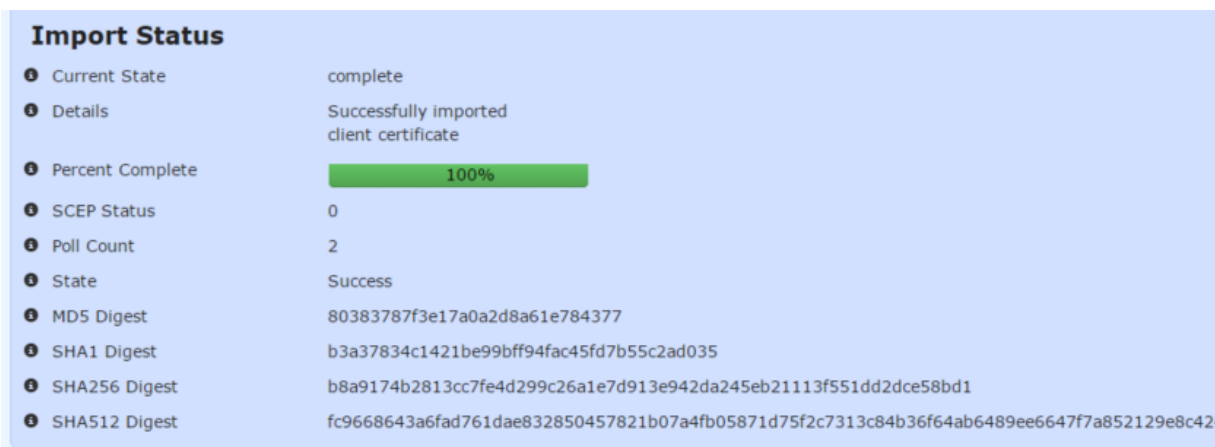 Import Status
Current State complete
Details Successfully imported
client certificate
Percent Complete 100%
SCEP Status 0
Poll Count 2
State Success
MD5 Digest 80383787f3e17a0a2d8a61e784377
SHA1 Digest b3a37834c1421be99bff94fac45fd7b55c2ad035
SHA256 Digest b8a9174b2813cc7fe4d299c26a1e7d913e942da245eb21113f551dd2dce58bd1
SHA512 Digest fc9668643a6fad761dae832850457821b07a4fb05871d75f2c7313c84b36f64ab6489ee6647f7a852129e8c42